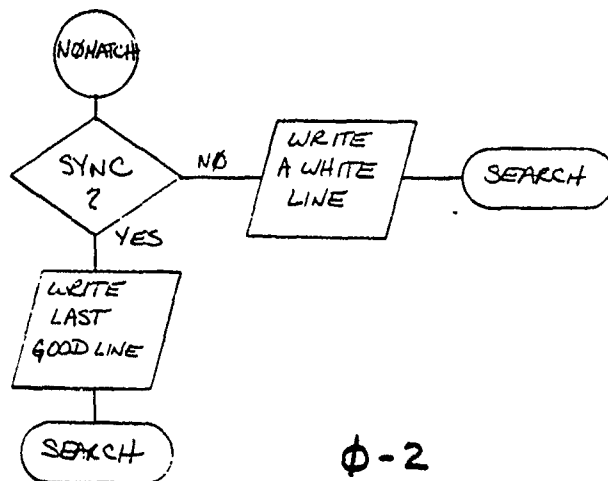 NØMATCH
SYNC
?
NØ
WRITE
A WHITE
LINE
SEARCH
YES
WRITE
LAST
GOOD LINE
SEARCH
φ-2